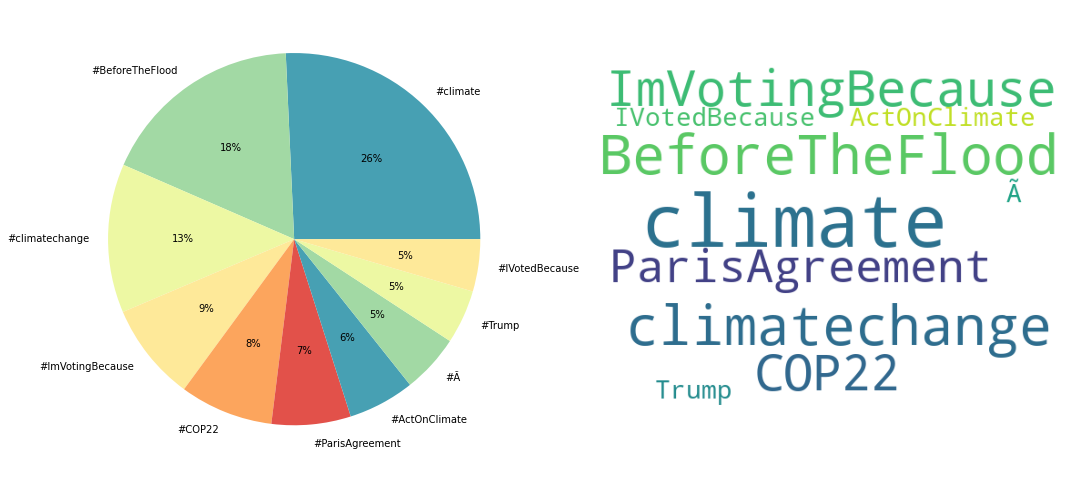 #BeforeTheFlood
#climate
18%
26%
#climatechange
13%
5%
#IVotedBecause
5%
#Trump
9%
5%
#ImVotingBecause
8%
7%
6%
#Ã
#COP22
#ParisAgreement
#ActOnClimate
ImVotingBecause
IVotedBecause ActOnClimate
BeforeTheFlood
Ã
climate
ParisAgreement
climatechange
COP22
Trump